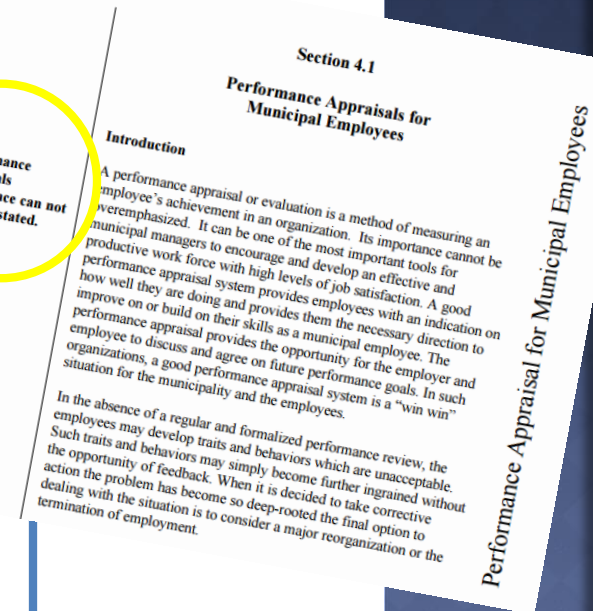 Section 4.1
Performance Appraisals for
Municipal Employees
Introduction
A performance appraisal or evaluation is a method of measuring an
employee's achievement in an organization. Its importance cannot be
overemphasized. It can be one of the most important tools for
municipal managers to encourage and develop an effective and
productive work force with high levels of job satisfaction. A good
performance appraisal system provides employees with an indication on
how well they are doing and provides them the necessary direction to
improve on or build on their skills as a municipal employee. The
performance appraisal provides the opportunity for the employer and
employee to discuss and agree on future performance goals. In such
organizations, a good performance appraisal system is a "win win"
situation for the municipality and the employees.
In the absence of a regular and formalized performance review, the
employees may develop traits and behaviors which are unacceptable.
Such traits and behaviors may simply become further ingrained without
the opportunity of feedback. When it is decided to take corrective
action the problem has become so deep-rooted the final option to
dealing with the situation is to consider a major reorganization or the
termination of employment.
can not
Performance Appraisal for Municipal Employees